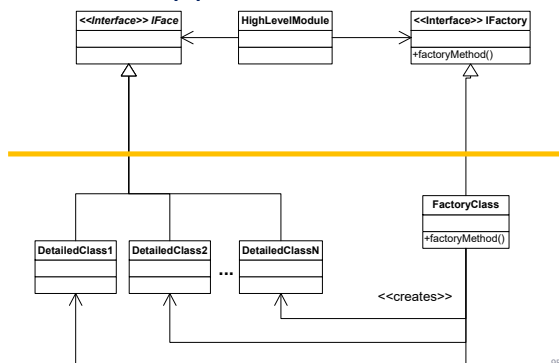 <<Interface>> IFace
HighLevelModule
<<Interface>> IFactory
+factoryMethod()
FactoryClass
+factoryMethod()
DetailedClass1
DetailedClass2
...
DetailedClassN
<<creates>>